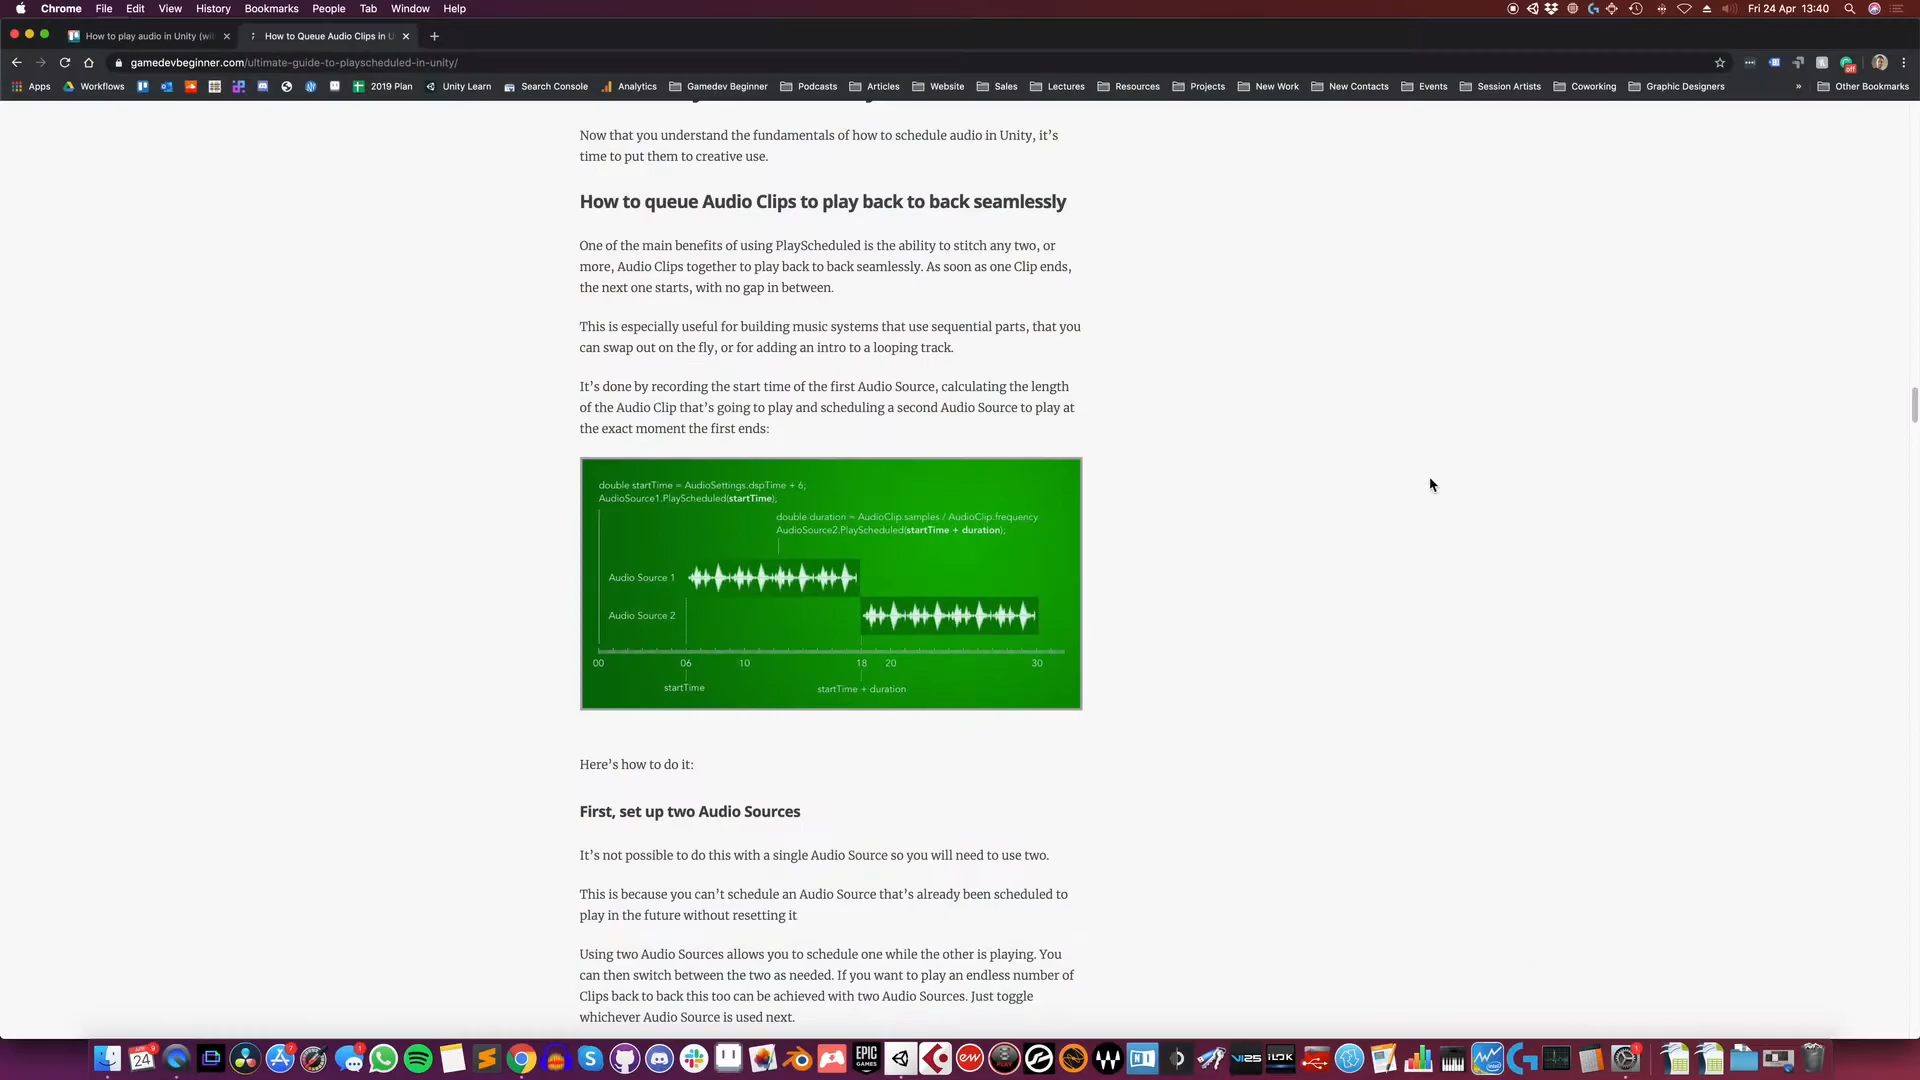 Chrome File Edit View History Bookmarks People Tab Window Help
Fri 24 Apr 13:40
How to play audio in Unity (wi
How to Queue Audio Clips in U
gamedevbeginner.com/ultimate-guide-to-playscheduled-in-unity/
Apps Workflows 2019 Plan Unity Learn Search Console Analytics Gamedev Beginner Podcasts Articles Website Sales Lectures Resources Projects New Work New Contacts Events Session Artists Coworking Graphic Designers » Other Bookmarks
Now that you understand the fundamentals of how to schedule audio in Unity, it's
time to put them to creative use.
How to queue Audio Clips to play back to back seamlessly
One of the main benefits of using PlayScheduled is the ability to stitch any two, or
more, Audio Clips together to play back to back seamlessly. As soon as one Clip ends,
the next one starts, with no gap in between.
This is especially useful for building music systems that use sequential parts, that you
can swap out on the fly, or for adding an intro to a looping track.
It's done by recording the start time of the first Audio Source, calculating the length
of the Audio Clip that's going to play and scheduling a second Audio Source to play at
the exact moment the first ends:
double startTime = AudioSettings.dspTime + 6;
AudioSource1.PlayScheduled(startTime);
double duration = AudioClip.samples / AudioClip.frequency
AudioSource2.PlayScheduled(startTime + duration);
Audio Source 1
Audio Source 2
00 06 10 18 20 30
startTime startTime + duration
Here's how to do it:
First, set up two Audio Sources
It's not possible to do this with a single Audio Source so you will need to use two.
This is because you can't schedule an Audio Source that's already been scheduled to
play in the future without resetting it
Using two Audio Sources allows you to schedule one while the other is playing. You
can then switch between the two as needed. If you want to play an endless number of
Clips back to back this too can be achieved with two Audio Sources. Just toggle
whichever Audio Source is used next.